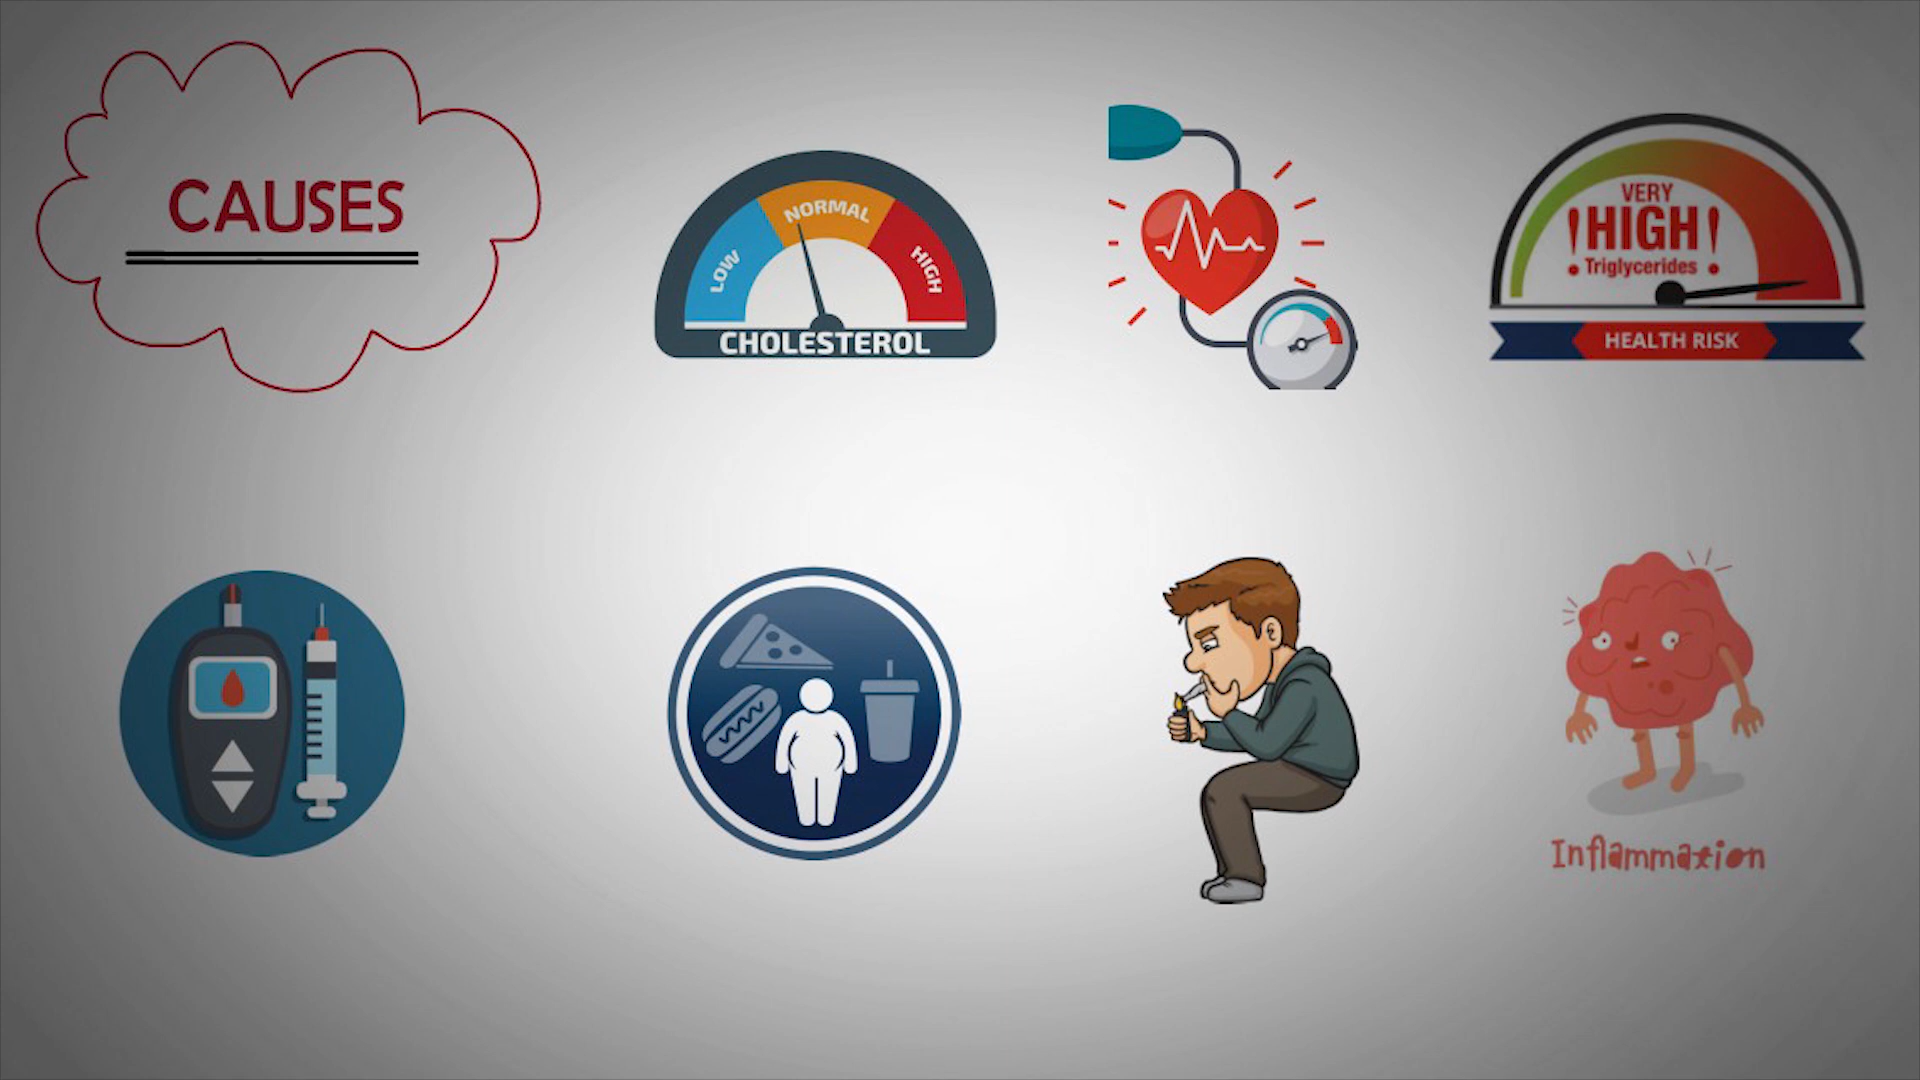 CAUSES
LOW
NORMAL
HIGH
CHOLESTEROL
VERY
!HIGH!
Triglycerides
HEALTH RISK
Inflammation